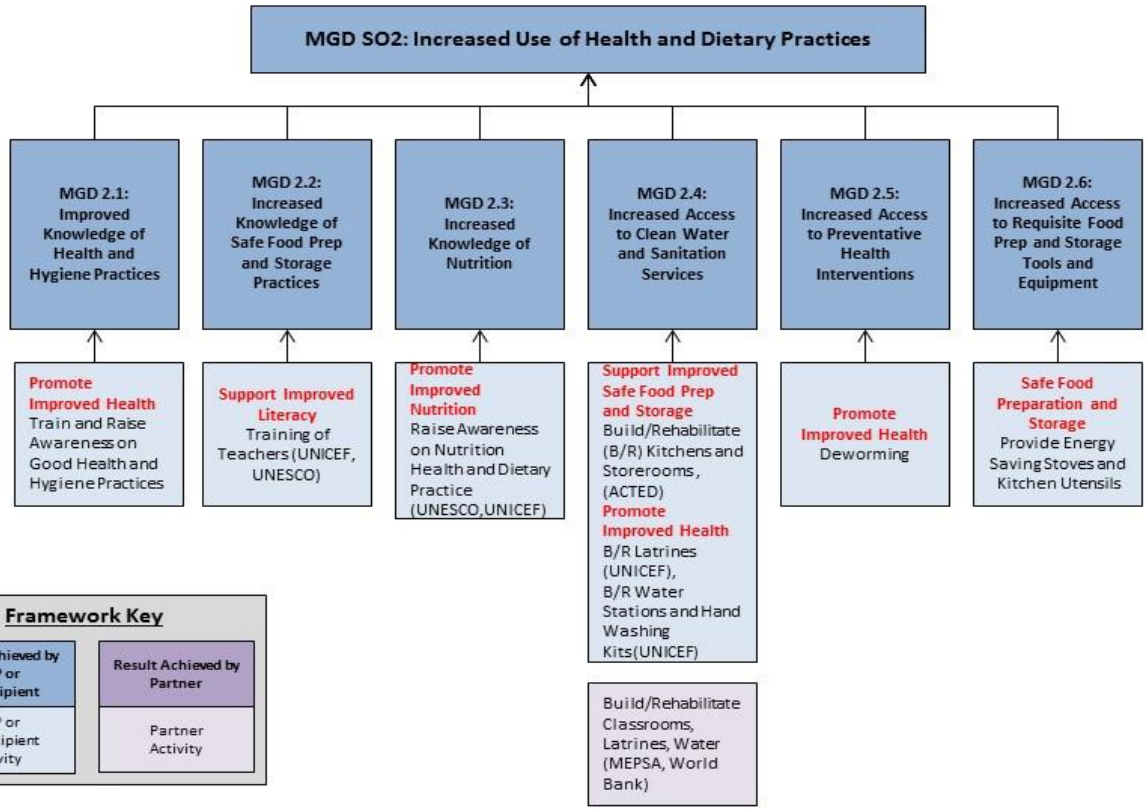 MGD SO2: Increased Use of Health and Dietary Practices
MGD 2.1:
Improved
Knowledge of
Health and
Hygiene Practices
MGD 2.2:
Increased
Knowledge of
Safe Food Prep
and Storage
Practices
MGD 2.3:
Increased
Knowledge of
Nutrition
MGD 2.4:
Increased Access
to Clean Water
and Sanitation
Services
MGD 2.5:
Increased Access
to Preventative
Health
Interventions
MGD 2.6:
Increased Access
to Requisite Food
Prep and Storage
Tools and
Equipment
Promote
Improved Health
Train and Raise
Awareness on
Good Health and
Hygiene Practices
Support Improved
Literacy
Training of
Teachers (UNICEF,
UNESCO)
Promote
Improved
Nutrition
Raise Awareness
on Nutrition
Health and Dietary
Practice
(UNESCO,UNICEF)
Support Improved
Safe Food Prep
and Storage
Build/Rehabilitate
(B/R) Kitchens and
Storerooms,
(ACTED)
Promote
Improved Health
B/R Latrines
(UNICEF),
B/R Water
Stations and Hand
Washing
Kits(UNICEF)
Promote
Improved Health
Deworming
Safe Food
Preparation and
Storage
Provide Energy
Saving Stoves and
Kitchen Utensils
Build/Rehabilitate
Classrooms,
Latrines, Water
(MEPSA, World
Bank)
Framework Key
by
or
Result Achieved by
Partner
or
Partner
Activity